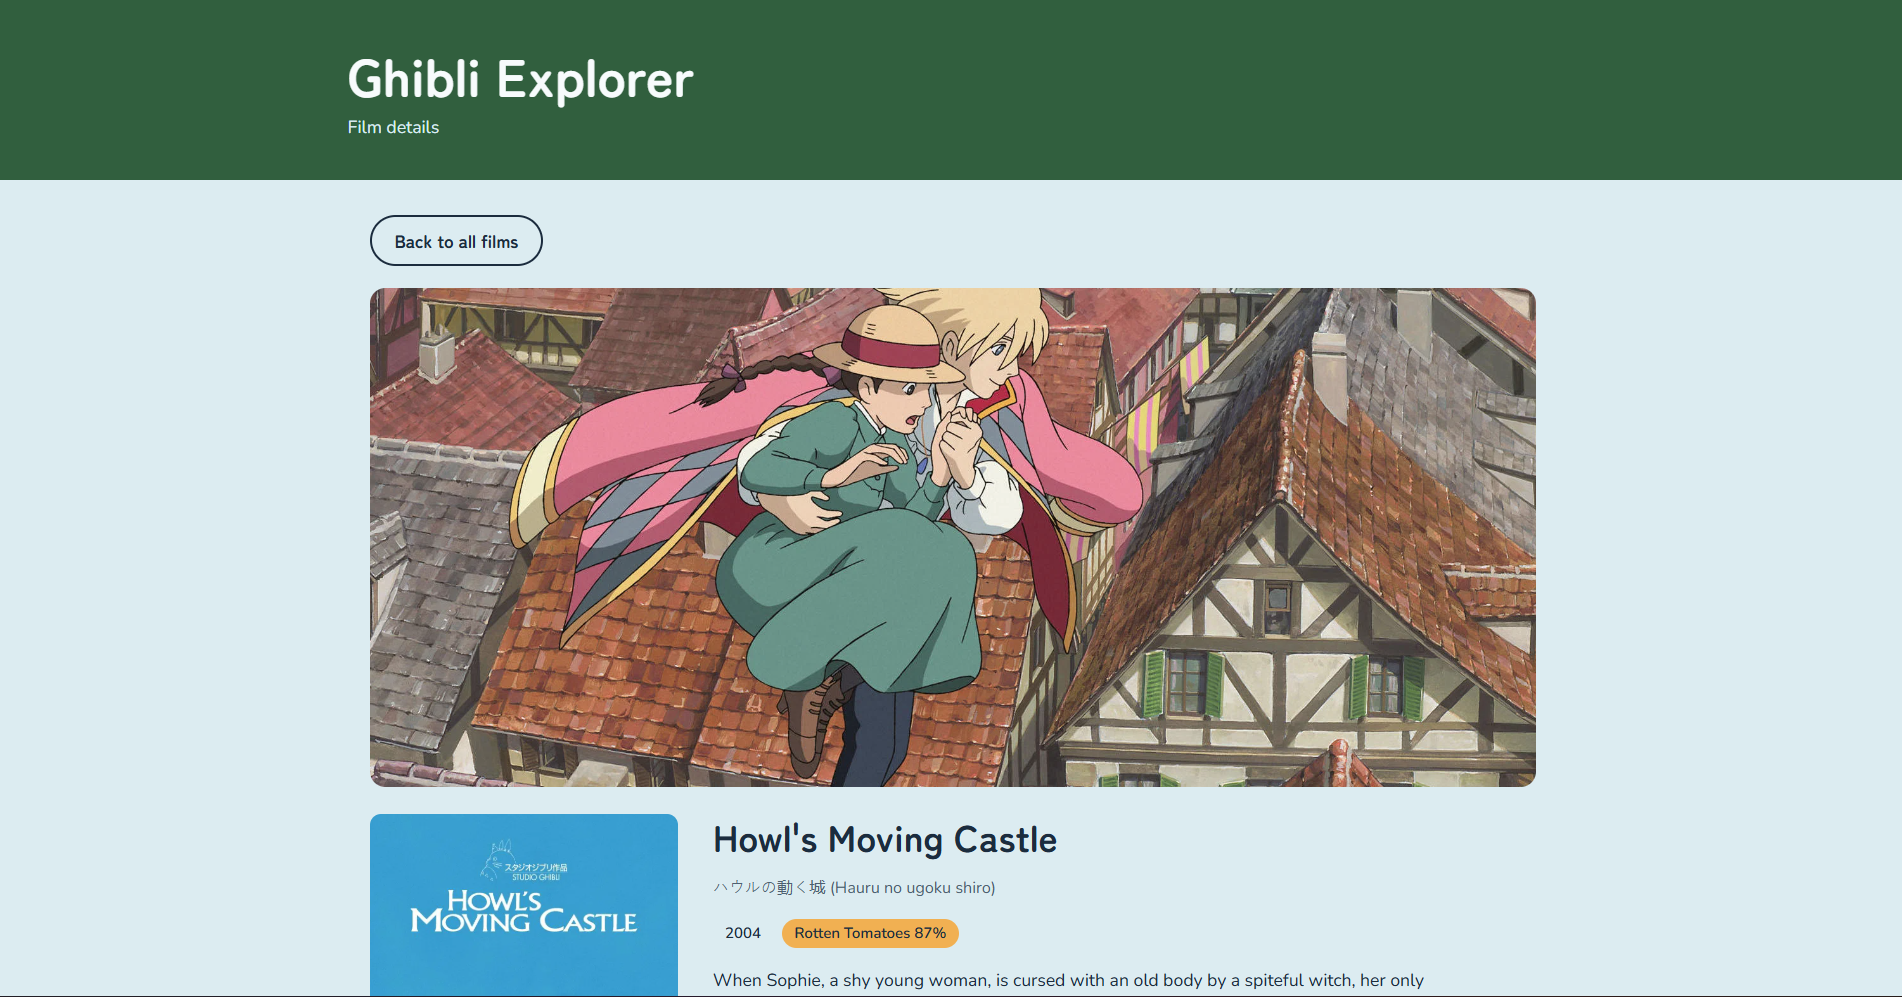 Ghibli Explorer
Film details
Back to all films
スタジオジブリ作品
STUDIO GHIBLI
HOWL'S
MOVING CASTLE
Howl's Moving Castle
ハウルの動く城 (Hauru no ugoku shiro)
2004 Rotten Tomatoes 87%
When Sophie, a shy young woman, is cursed with an old body by a spiteful witch, her only